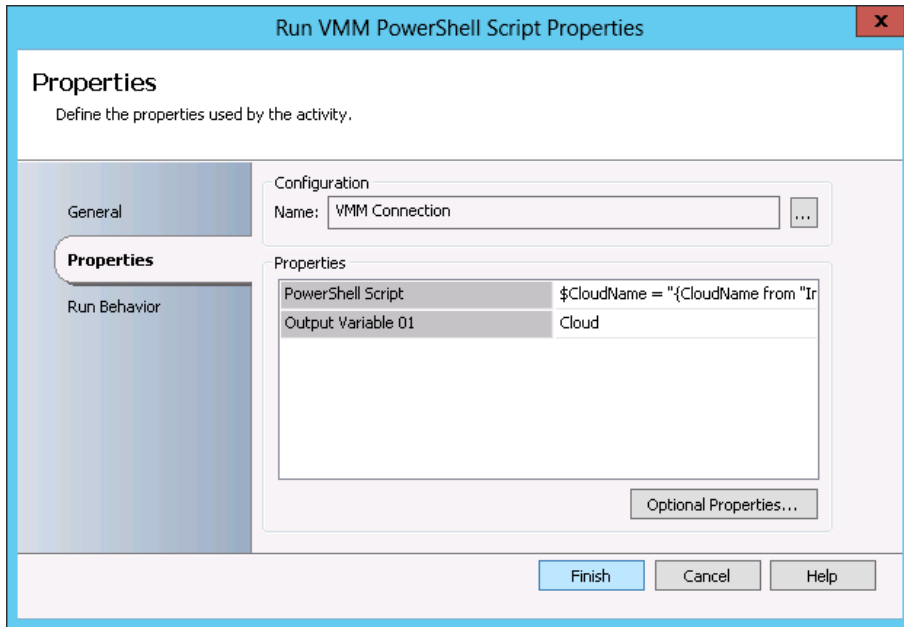 Run VMM PowerShell Script Properties
x
Properties
Define the properties used by the activity.
General
Properties
Run Behavior
Configuration
Name: VMM Connection ...
Properties
PowerShell Script $CloudName = "{CloudName from "Ir
Output Variable 01 Cloud
Optional Properties...
Finish Cancel Help